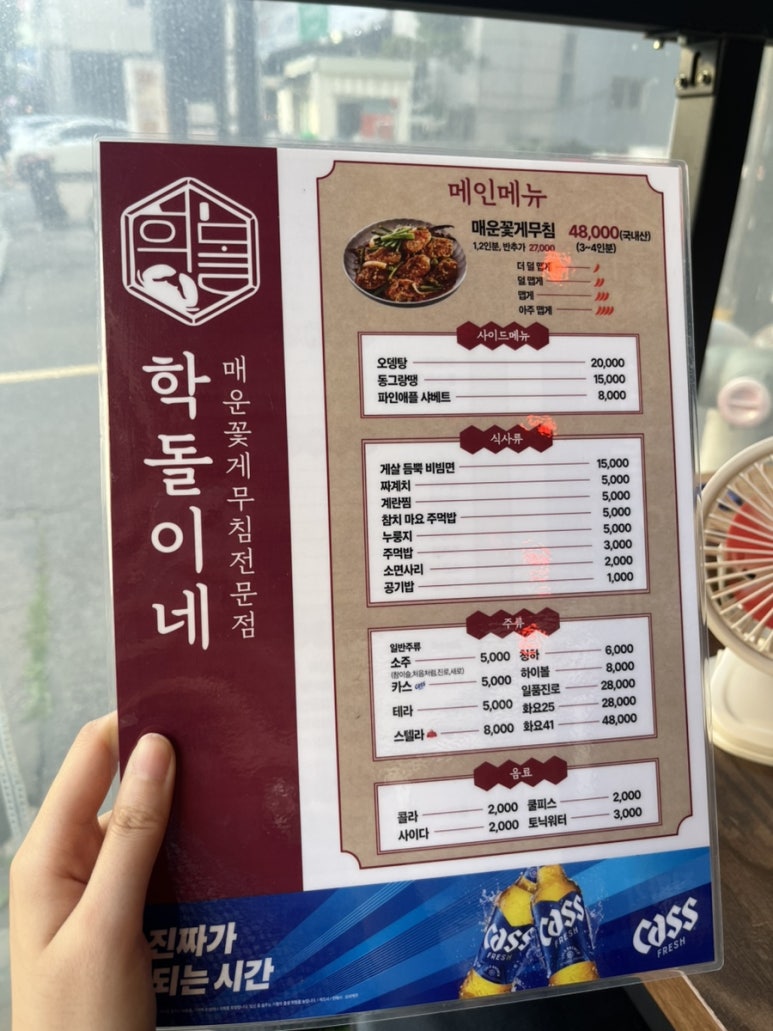 학돌
학돌이네
매운꽃게무침전문점
메인메뉴
매운꽃게무침 48,000(국내산)
1,2인분, 반추가 27,000 (3~4인분)
더 덜 맵게
덜 맵게
맵게
아주 맵게
사이드메뉴
오뎅탕 20,000
동그랑땡 15,000
파인애플 샤베트 8,000
식사류
게살 듬뿍 비빔면 15,000
짜계치 5,000
계란찜 5,000
참치 마요 주먹밥 5,000
누룽지 5,000
주먹밥 3,000
소면사리 2,000
공기밥 1,000
주류
일반주류
소주 5,000 청하 6,000
(참이슬,처음처럼,진로,새로)
하이볼 8,000
카스 5,000 일품진로 28,000
테라 5,000 화요25 28,000
스텔라 8,000 화요41 48,000
음료
콜라 2,000 쿨피스 2,000
사이다 2,000 토닉워터 3,000
진짜가
되는 시간
Cass
FRESH
Cass
FRESH
Cass
FRESH